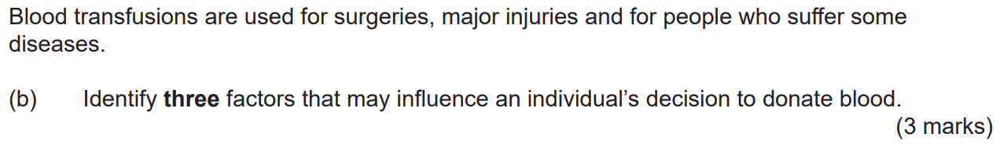 Blood transfusions are used for surgeries, major injuries and for people who suffer some
diseases.
(b) Identify three factors that may influence an individual’s decision to donate blood.
(3 marks)